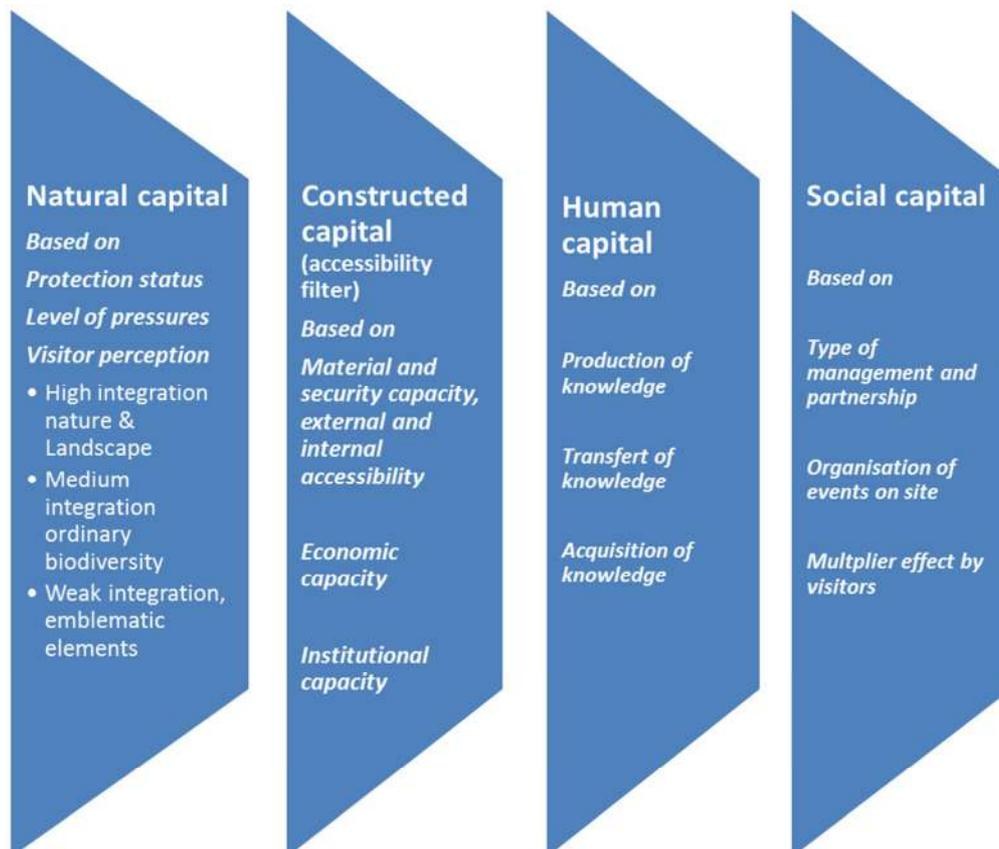 Natural capital
Based on
Protection status
Level of pressures
Visitor perception
• High integration
nature &
Landscape
• Medium
integration
ordinary
biodiversity
• Weak integration,
emblematic
elements
Constructed
capital
(accessibility
filter)
Based on
Material and
security capacity,
external and
internal
accessibility
Economic
capacity
Institutional
capacity
Human
capital
Based on
Production of
knowledge
Transfert of
knowledge
Acquisition of
knowledge
Social capital
Based on
Type of
management and
partnership
Organisation of
events on site
Multplier effect by
visitors